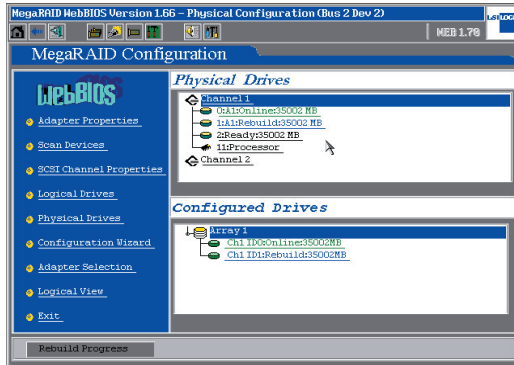 MegaRAID WebBIOS Version 1.66 - Physical Configuration (Bus 2 Dev 2)
LSI LOGIC
MEB 1.78
MegaRAID Configuration
WebBIOS
Adapter Properties
Scan Devices
SCSI Channel Properties
Logical Drives
Physical Drives
Configuration Wizard
Adapter Selection
Logical View
Exit
Physical Drives
Channel 1
0:A1:Online:35002 MB
1:A1:Rebuild:35002 MB
2:Ready:35002 MB
11:Processor
Channel 2
Configured Drives
Array 1
Ch1 ID0:Online:35002MB
Ch1 ID1:Rebuild:35002MB
Rebuild Progress